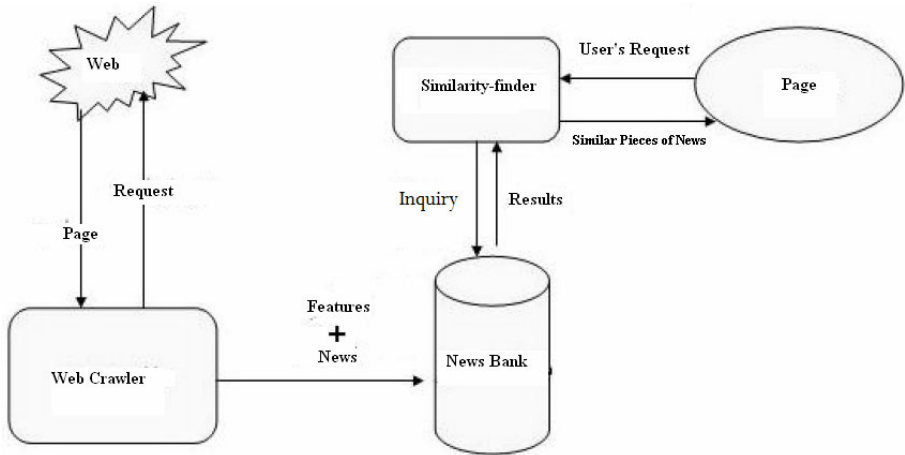 Web
Similarity-finder
User's Request
Page
Similar Pieces of News
Request
Page
Inquiry
Results
Features
+
News
Web Crawler
News Bank